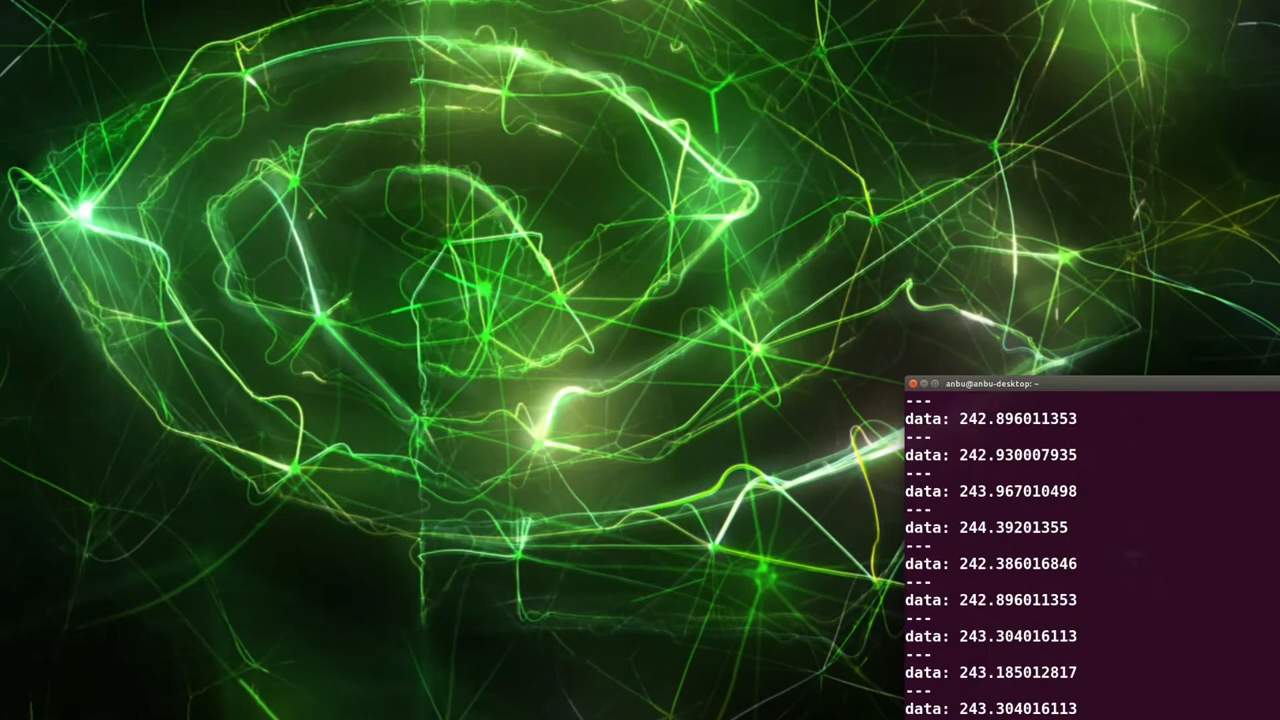 anbu@anbu-desktop: ~
---
data: 242.896011353
---
data: 242.930007935
---
data: 243.967010498
---
data: 244.39201355
---
data: 242.386016846
---
data: 242.896011353
---
data: 243.304016113
---
data: 243.185012817
---
data: 243.304016113